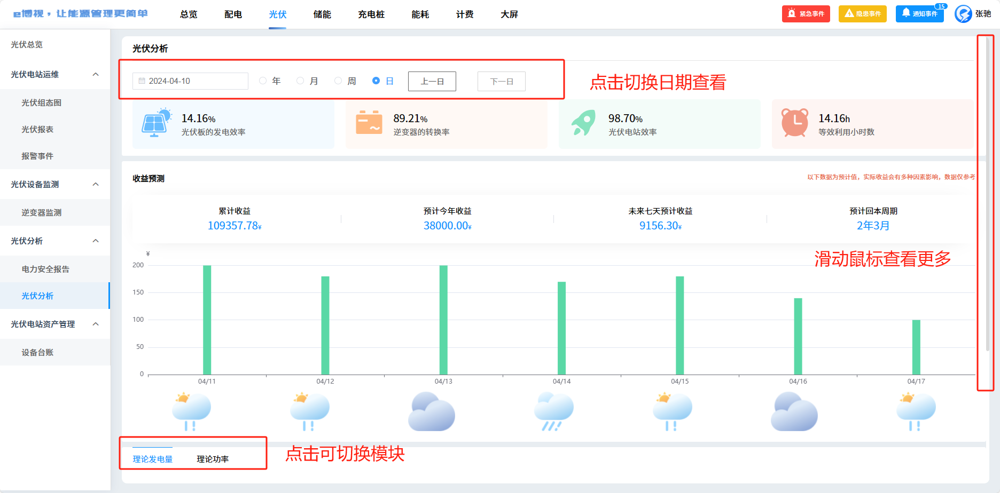 e博视，让能源管理更简单
总览
配电
光伏
储能
充电桩
能耗
计费
大屏
紧急事件
隐患事件
通知事件
15
张驰
光伏总览
光伏电站运维
光伏组态图
光伏报表
报警事件
光伏设备监测
逆变器监测
光伏分析
电力安全报告
光伏分析
光伏电站资产管理
设备台账
光伏分析
2024-04-10
年
月
周
日
上一日
下一日
点击切换日期查看
14.16%
光伏板的发电效率
89.21%
逆变器的转换率
98.70%
光伏电站效率
14.16h
等效利用小时数
收益预测
以下数据为预计值，实际收益会有多种因素影响，数据仅参考
累计收益
109357.78¥
预计今年收益
38000.00¥
未来七天预计收益
9156.30¥
预计回本周期
2年3月
滑动鼠标查看更多
¥
200
150
100
50
0
04/11
04/12
04/13
04/14
04/15
04/16
04/17
理论发电量
理论功率
点击可切换模块